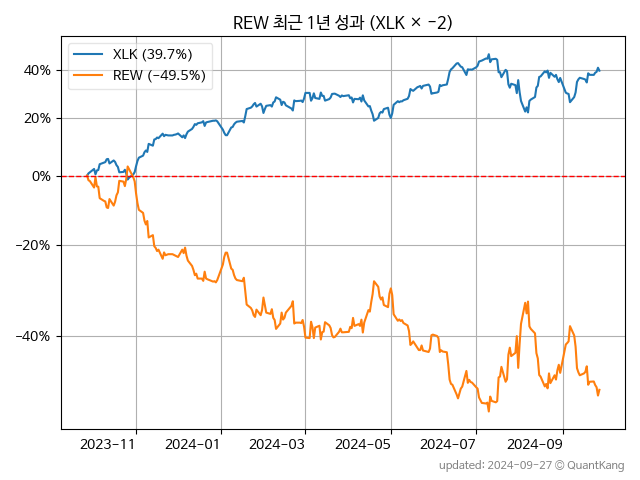 REW 최근 1년 성과 (XLK × −2)
XLK (39.7%)
REW (−49.5%)
40%
20%
0%
−20%
−40%
2023-11 2024-01 2024-03 2024-05 2024-07 2024-09
updated: 2024-09-27 © QuantKang